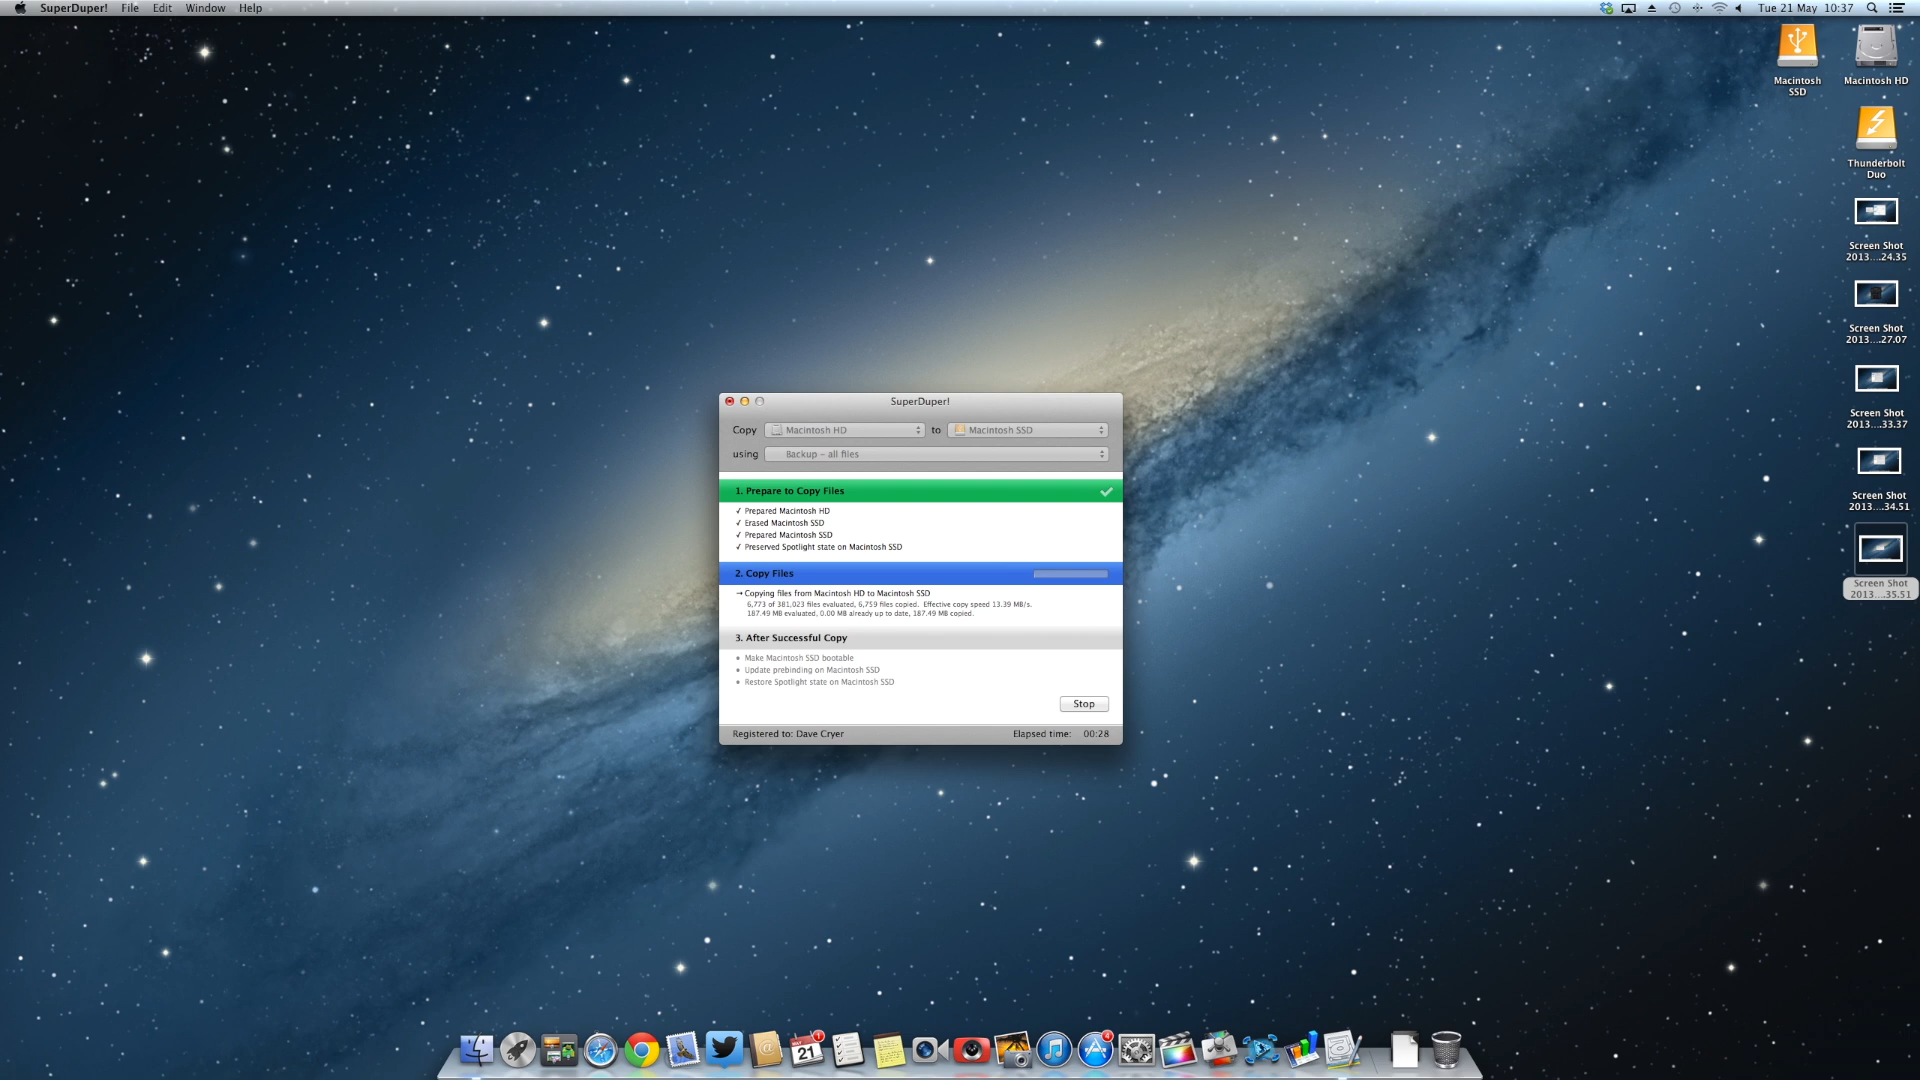 SuperDuper! File Edit Window Help
Tue 21 May 10:37
Macintosh
SSD
Macintosh HD
Thunderbolt
Duo
Screen Shot
2013....24.35
Screen Shot
2013....27.07
Screen Shot
2013....33.37
Screen Shot
2013....34.51
Screen Shot
2013....35.51
SuperDuper!
Copy Macintosh HD to Macintosh SSD
using Backup – all files
1. Prepare to Copy Files
✓ Prepared Macintosh HD
✓ Erased Macintosh SSD
✓ Prepared Macintosh SSD
✓ Preserved Spotlight state on Macintosh SSD
2. Copy Files
→ Copying files from Macintosh HD to Macintosh SSD
6,773 of 381,023 files evaluated, 6,759 files copied. Effective copy speed 13.39 MB/s.
187.49 MB evaluated, 0.00 MB already up to date, 187.49 MB copied.
3. After Successful Copy
• Make Macintosh SSD bootable
• Update prebinding on Macintosh SSD
• Restore Spotlight state on Macintosh SSD
Stop
Registered to: Dave Cryer Elapsed time: 00:28
21
1
4